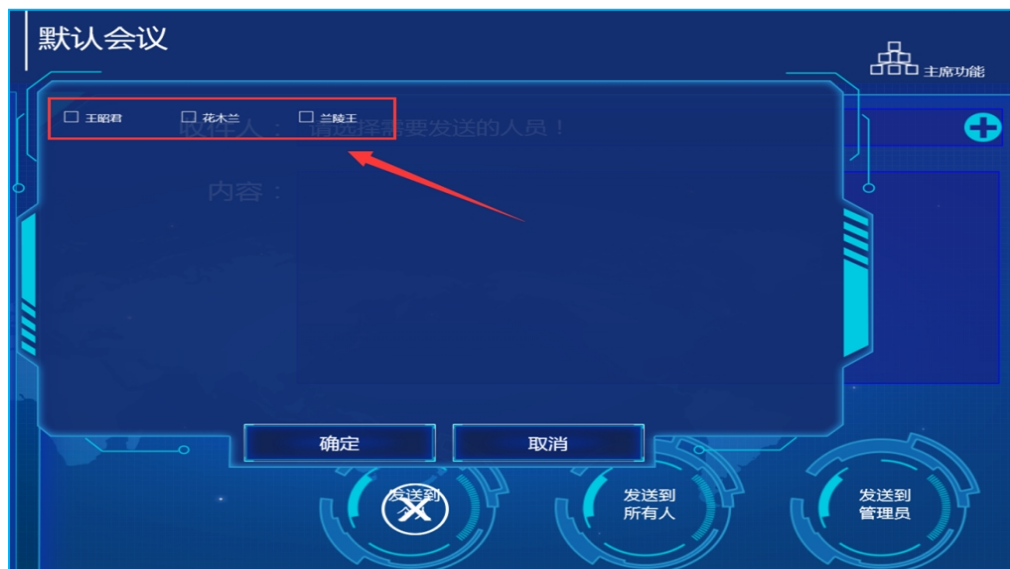 默认会议
主席功能
王昭君 花木兰 兰陵王
收件人： 请选择需要发送的人员！
内容：
确定 取消
发送到
发送到
所有人
发送到
管理员